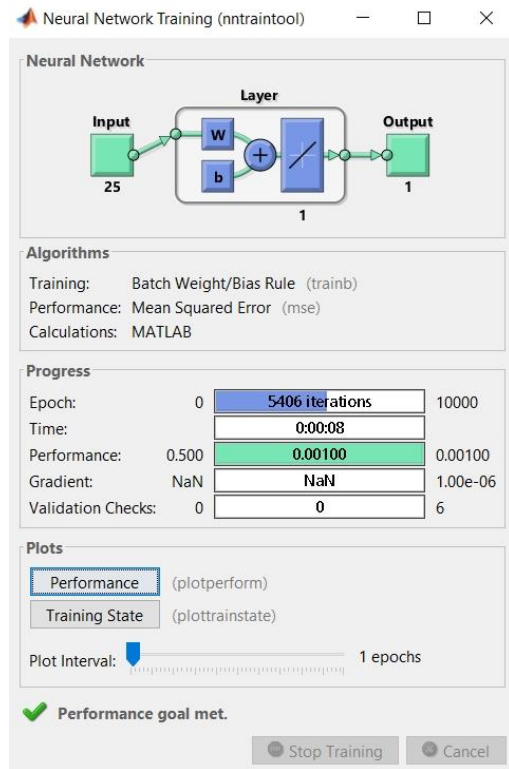 Neural Network Training (nntraintool)
Neural Network
Layer
Input
Output
W
b
+
25
1
1
Algorithms
Training: Batch Weight/Bias Rule (trainb)
Performance: Mean Squared Error (mse)
Calculations: MATLAB
Progress
Epoch: 0 5406 iterations 10000
Time: 0:00:08
Performance: 0.500 0.00100 0.00100
Gradient: NaN NaN 1.00e-06
Validation Checks: 0 0 6
Plots
Performance (plotperform)
Training State (plottrainstate)
Plot Interval: 1 epochs
Performance goal met.
Stop Training Cancel